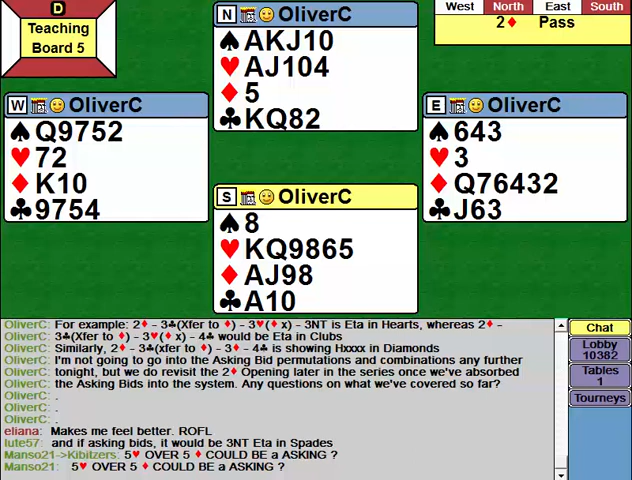 D
Teaching
Board 5
N OliverC
♠ AKJ10
♥ AJ104
♦ 5
♣ KQ82
West North East South
2♦ Pass
W OliverC
♠ Q9752
♥ 72
♦ K10
♣ 9754
E OliverC
♠ 643
♥ 3
♦ Q76432
♣ J63
S OliverC
♠ 8
♥ KQ9865
♦ AJ98
♣ A10
OliverC: For example: 2♦ - 3♣(Xfer to ♦) - 3♥(♦ x) - 3NT is Eta in Hearts, whereas 2♦ -
3♣(Xfer to ♦) - 3♥(♦ x) - 4♣ would be Eta in Clubs
OliverC: Similarly, 2♦ - 3♣(xfer to ♦) - 3♦ - 4♣ is showing Hxxxx in Diamonds
OliverC: I'm not going to go into the Asking Bid permutations and combinations any further
tonight, but we do revisit the 2♦ Opening later in the series once we've absorbed
the Asking Bids into the system. Any questions on what we've covered so far?
OliverC: .
OliverC: .
OliverC: .
eliana: Makes me feel better. ROFL
lute57: and if asking bids, it would be 3NT Eta in Spades
Manso21->Kibitzers: 5♥ OVER 5♦ COULD BE a ASKING ?
Manso21: 5♥ OVER 5♦ COULD BE a ASKING ?
Chat
Lobby
10382
Tables
1
Tourneys